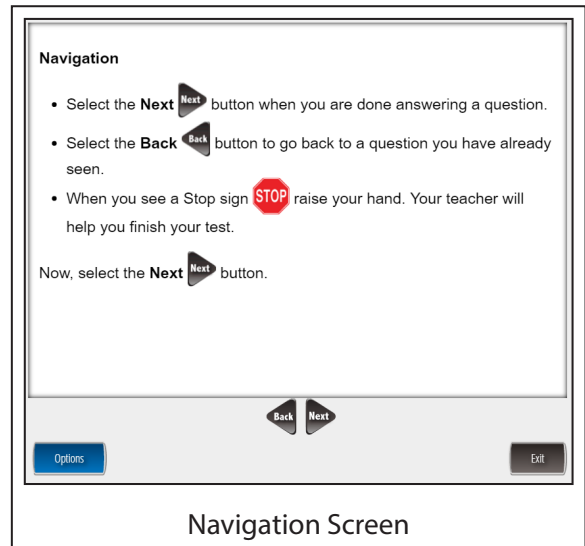 Navigation
• Select the Next Next button when you are done answering a question.
• Select the Back Back button to go back to a question you have already
seen.
• When you see a Stop sign STOP raise your hand. Your teacher will
help you finish your test.
Now, select the Next Next button.
Back Next
Options Exit
Navigation Screen